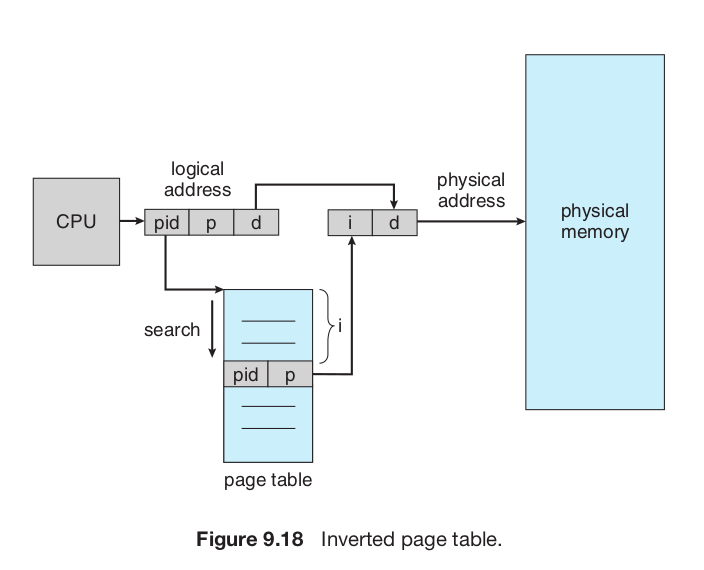 logical
address
physical
address
CPU
pid p d
i d
physical
memory
search
i
pid p
page table
Figure 9.18 Inverted page table.